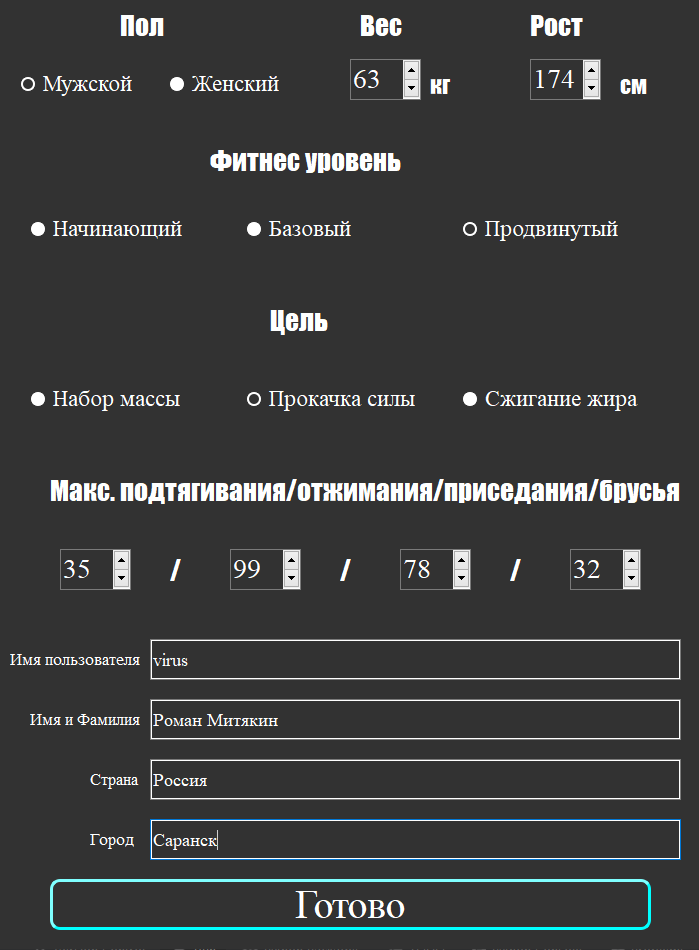 Пол Вес Рост
Мужской Женский 63 кг 174 см
Фитнес уровень
Начинающий Базовый Продвинутый
Цель
Набор массы Прокачка силы Сжигание жира
Макс. подтягивания/отжимания/приседания/брусья
35 / 99 / 78 / 32
Имя пользователя virus
Имя и Фамилия Роман Митякин
Страна Россия
Город Саранск
Готово